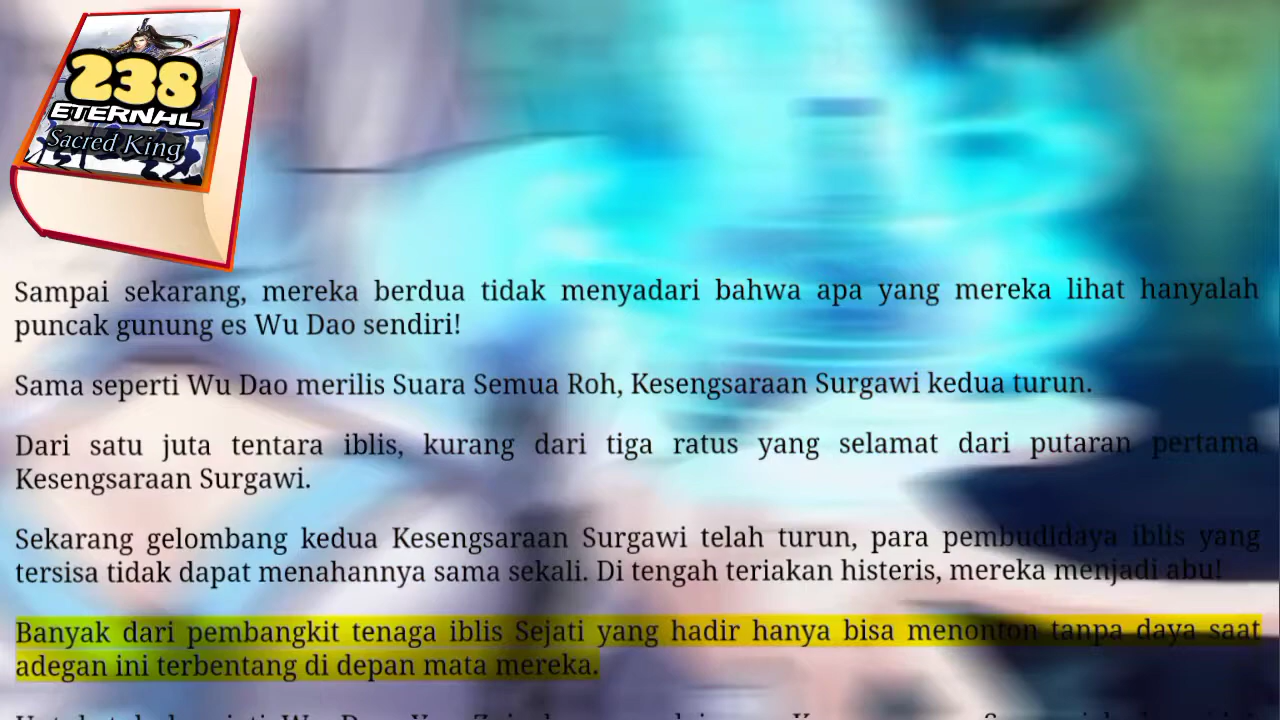 238
ETERNAL
Sacred King
Sampai sekarang, mereka berdua tidak menyadari bahwa apa yang mereka lihat hanyalah
puncak gunung es Wu Dao sendiri!
Sama seperti Wu Dao merilis Suara Semua Roh, Kesengsaraan Surgawi kedua turun.
Dari satu juta tentara iblis, kurang dari tiga ratus yang selamat dari putaran pertama
Kesengsaraan Surgawi.
Sekarang gelombang kedua Kesengsaraan Surgawi telah turun, para pembudidaya iblis yang
tersisa tidak dapat menahannya sama sekali. Di tengah teriakan histeris, mereka menjadi abu!
Banyak dari pembangkit tenaga iblis Sejati yang hadir hanya bisa menonton tanpa daya saat
adegan ini terbentang di depan mata mereka.